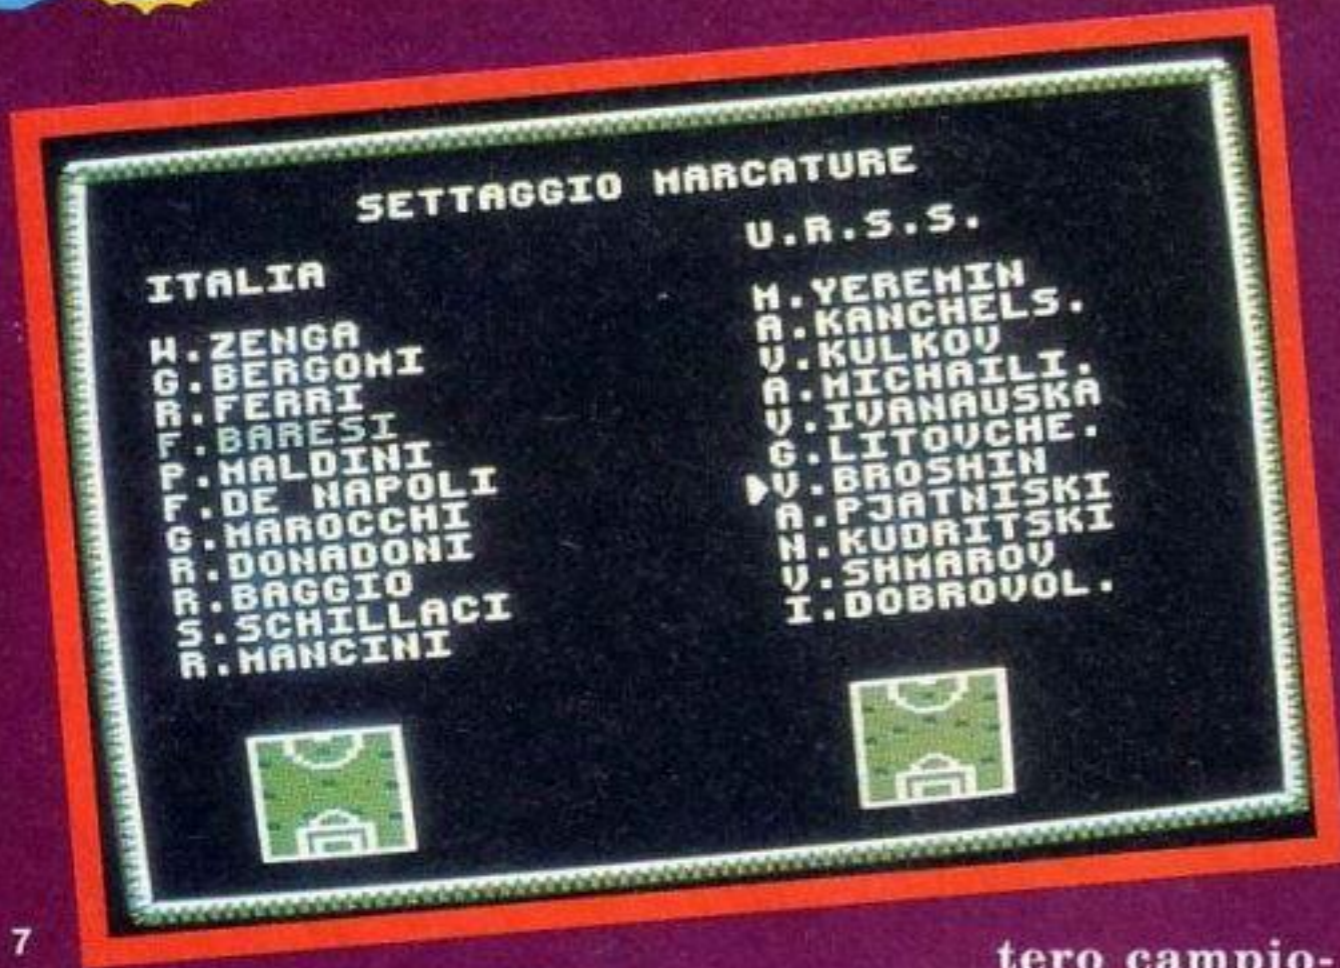 SETTAGGIO MARCATURE
ITALIA
W.ZENGA
G.BERGOMI
R.FERRI
F.BARESI
P.MALDINI
F.DE NAPOLI
G.MAROCCHI
R.DONADONI
R.BAGGIO
S.SCHILLACI
R.MANCINI
U.R.S.S.
M.YEREMIN
A.KANCHELS.
V.KULKOV
A.MICHAILI.
V.IVANAUSKA
G.LITOVCHE.
V.BROSHIN
A.PJATNISKI
N.KUDRITSKI
V.SHMAROV
I.DOBROVOL.
7
tero campio-